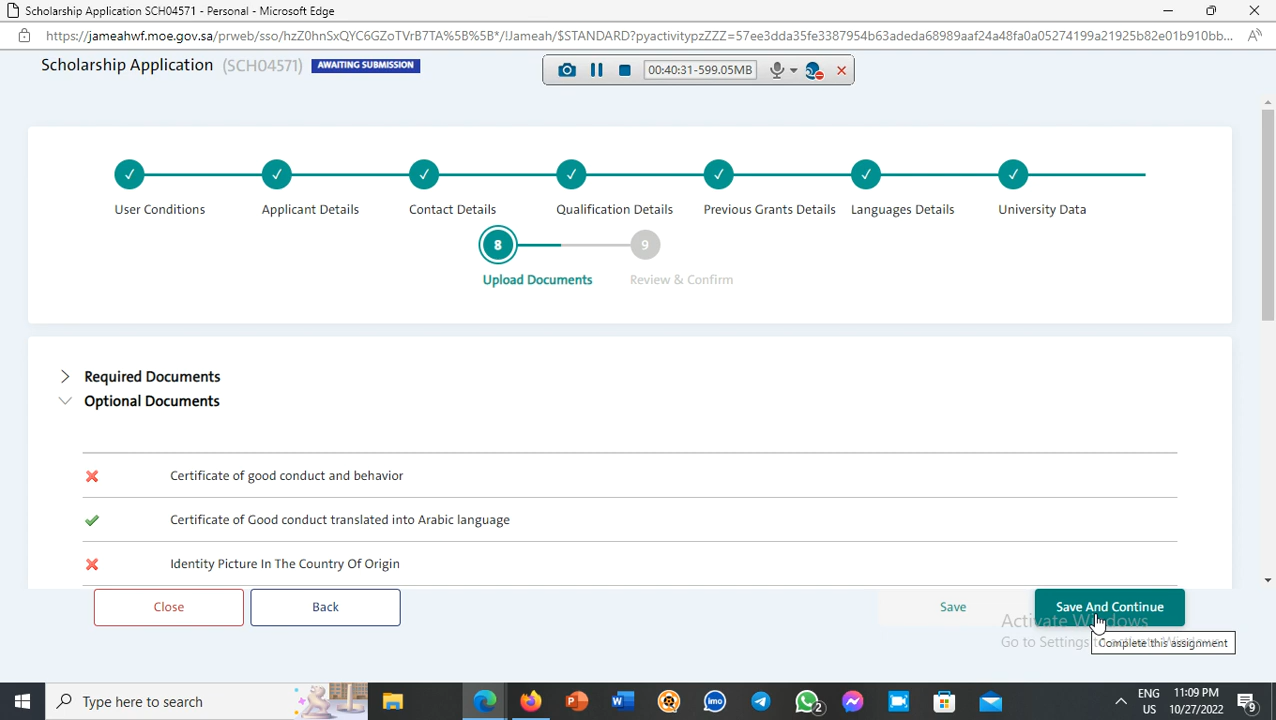 Scholarship Application SCH04571 - Personal - Microsoft Edge
https://jameahwf.moe.gov.sa/prweb/sso/hzZ0hnSxQYC6GZoTVrB7TA%5B%5B*/!Jameah/$STANDARD?pyactivitypzZZZ=57ee3dda35fe3387954b63adeda68989aaf24a48fa0a05274199a21925b82e01b910bb...
Scholarship Application (SCH04571) AWAITING SUBMISSION
00:40:31-599.05MB
User Conditions Applicant Details Contact Details Qualification Details Previous Grants Details Languages Details University Data
8 9
Upload Documents Review & Confirm
Required Documents
Optional Documents
Certificate of good conduct and behavior
Certificate of Good conduct translated into Arabic language
Identity Picture In The Country Of Origin
Close Back Save Save And Continue
Activate Windows
Go to Settings to activate Windows.
Complete this assignment
Type here to search
imo
2
ENG 11:09 PM
US 10/27/2022
9